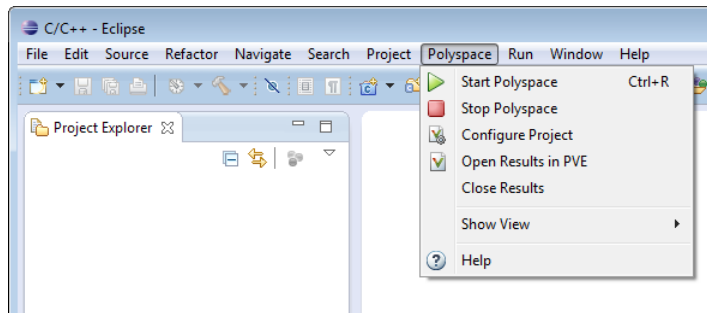 C/C++ - Eclipse
File Edit Source Refactor Navigate Search Project Polyspace Run Window Help
Start Polyspace Ctrl+R
Stop Polyspace
Project Explorer
Configure Project
Open Results in PVE
Close Results
Show View
Help